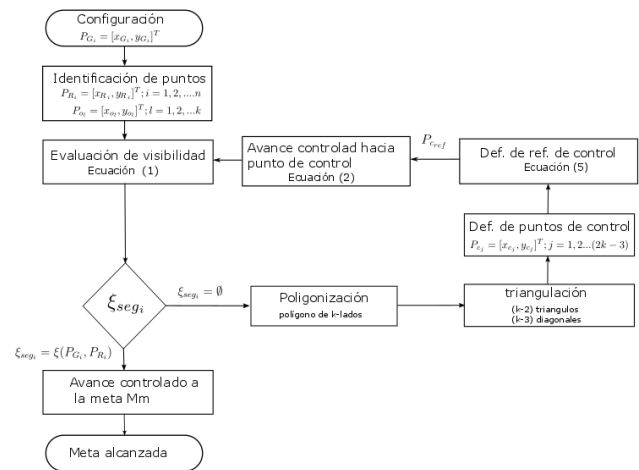 Configuración
$P_{G_i} = [x_{G_i}, y_{G_i}]^T$
Identificación de puntos
$P_{R_i} = [x_{R_i}, y_{R_i}]^T; i = 1, 2, ....n$
$P_{o_l} = [x_{o_l}, y_{o_l}]^T; l = 1, 2, ...k$
Evaluación de visibilidad
Ecuación (1)
Avance controlad hacia
punto de control
Ecuación (2)
$P_{c_{ref}}$
Def. de ref. de control
Ecuación (5)
Def. de puntos de control
$P_{c_j} = [x_{c_j}, y_{c_j}]^T; j = 1, 2...(2k-3)$
$\xi_{seg_i}$
$\xi_{seg_i} = \emptyset$
Poligonización
polígono de k-lados
triangulación
(k-2) triangulos
(k-3) diagonales
$\xi_{seg_i} = \xi(P_{G_i}, P_{R_i})$
Avance controlado a
la meta Mm
Meta alcanzada